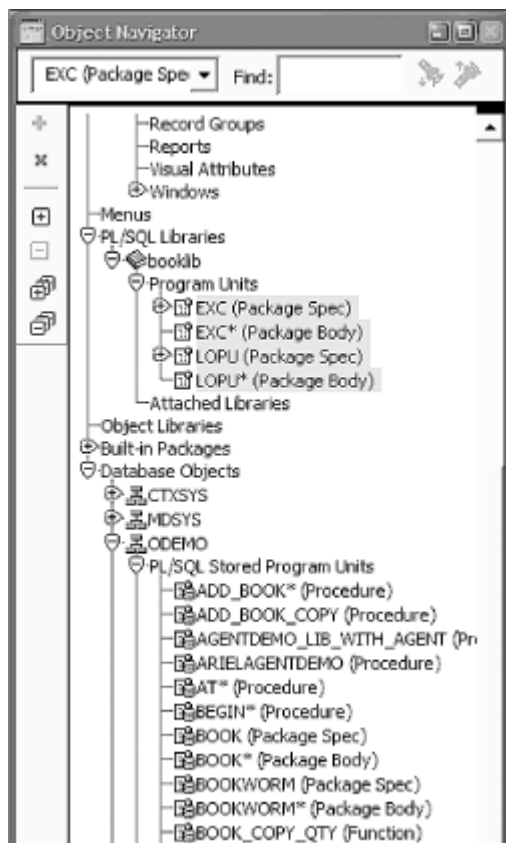 Object Navigator
EXC (Package Spe
Find:
Record Groups
Reports
Visual Attributes
Windows
Menus
PL/SQL Libraries
booklib
Program Units
EXC (Package Spec)
EXC* (Package Body)
LOPU (Package Spec)
LOPU* (Package Body)
Attached Libraries
Object Libraries
Built-in Packages
Database Objects
CTXSYS
MDSYS
ODEMO
PL/SQL Stored Program Units
ADD_BOOK* (Procedure)
ADD_BOOK_COPY (Procedure)
AGENTDEMO_LIB_WITH_AGENT (Pr
ARIELAGENTDEMO (Procedure)
AT* (Procedure)
BEGIN* (Procedure)
BOOK (Package Spec)
BOOK* (Package Body)
BOOKWORM (Package Spec)
BOOKWORM* (Package Body)
BOOK_COPY_QTY (Function)